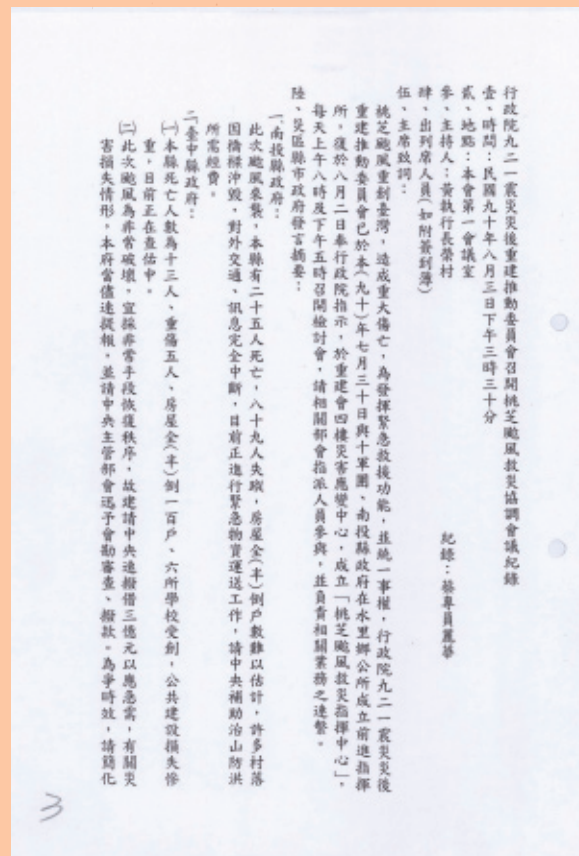 行政院九二一震災災後重建推動委員會召開桃芝颱風救災協調會議紀錄
壹、時間：民國九十年八月三日下午三時三十分
貳、地點：本會第一會議室
參、主持人：黃執行長榮村　紀錄：蔡專員麗華
肆、出列席人員(如附簽到簿)
伍、主席致詞：
桃芝颱風重創臺灣，造成重大傷亡，為發揮緊急救援功能，並統一事權，行政院九二一震災災後
重建推動委員會已於本(九十)年七月三十日與十軍團、南投縣政府在水里鄉公所成立前進指揮
所，復於八月二日奉行政院指示，於重建會四樓災害應變中心，成立「桃芝颱風救災指揮中心」，
每天上午八時及下午五時召開檢討會，請相關部會指派人員參與，並負責相關業務之連繫。
陸、災區縣市政府發言摘要：
一、南投縣政府：
此次颱風來襲，本縣有二十五人死亡，八十九人失蹤，房屋全(半)倒戶數難以估計，許多村落
因橋樑沖毀，對外交通、訊息完全中斷，目前正進行緊急物資運送工作，請中央補助治山防洪
所需經費。
二、臺中縣政府：
(一)本縣死亡人數為十三人、重傷五人、房屋全(半)倒一百戶、六所學校受創，公共建設損失慘
重，目前正在查估中。
(二)此次颱風為非常破壞，宜採非常手段恢復秩序，故建請中央逕撥借三億元以應急需，有關災
害損失情形，本府當儘速提報，並請中央主管部會迅予會勘審查、撥款。為爭時效，請簡化
3